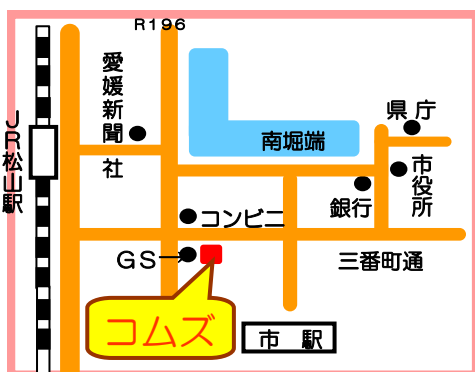 R196
愛媛新聞社
県庁
南堀端
JR松山駅
市役所
銀行
コンビニ
GS
三番町通
コムズ
市駅